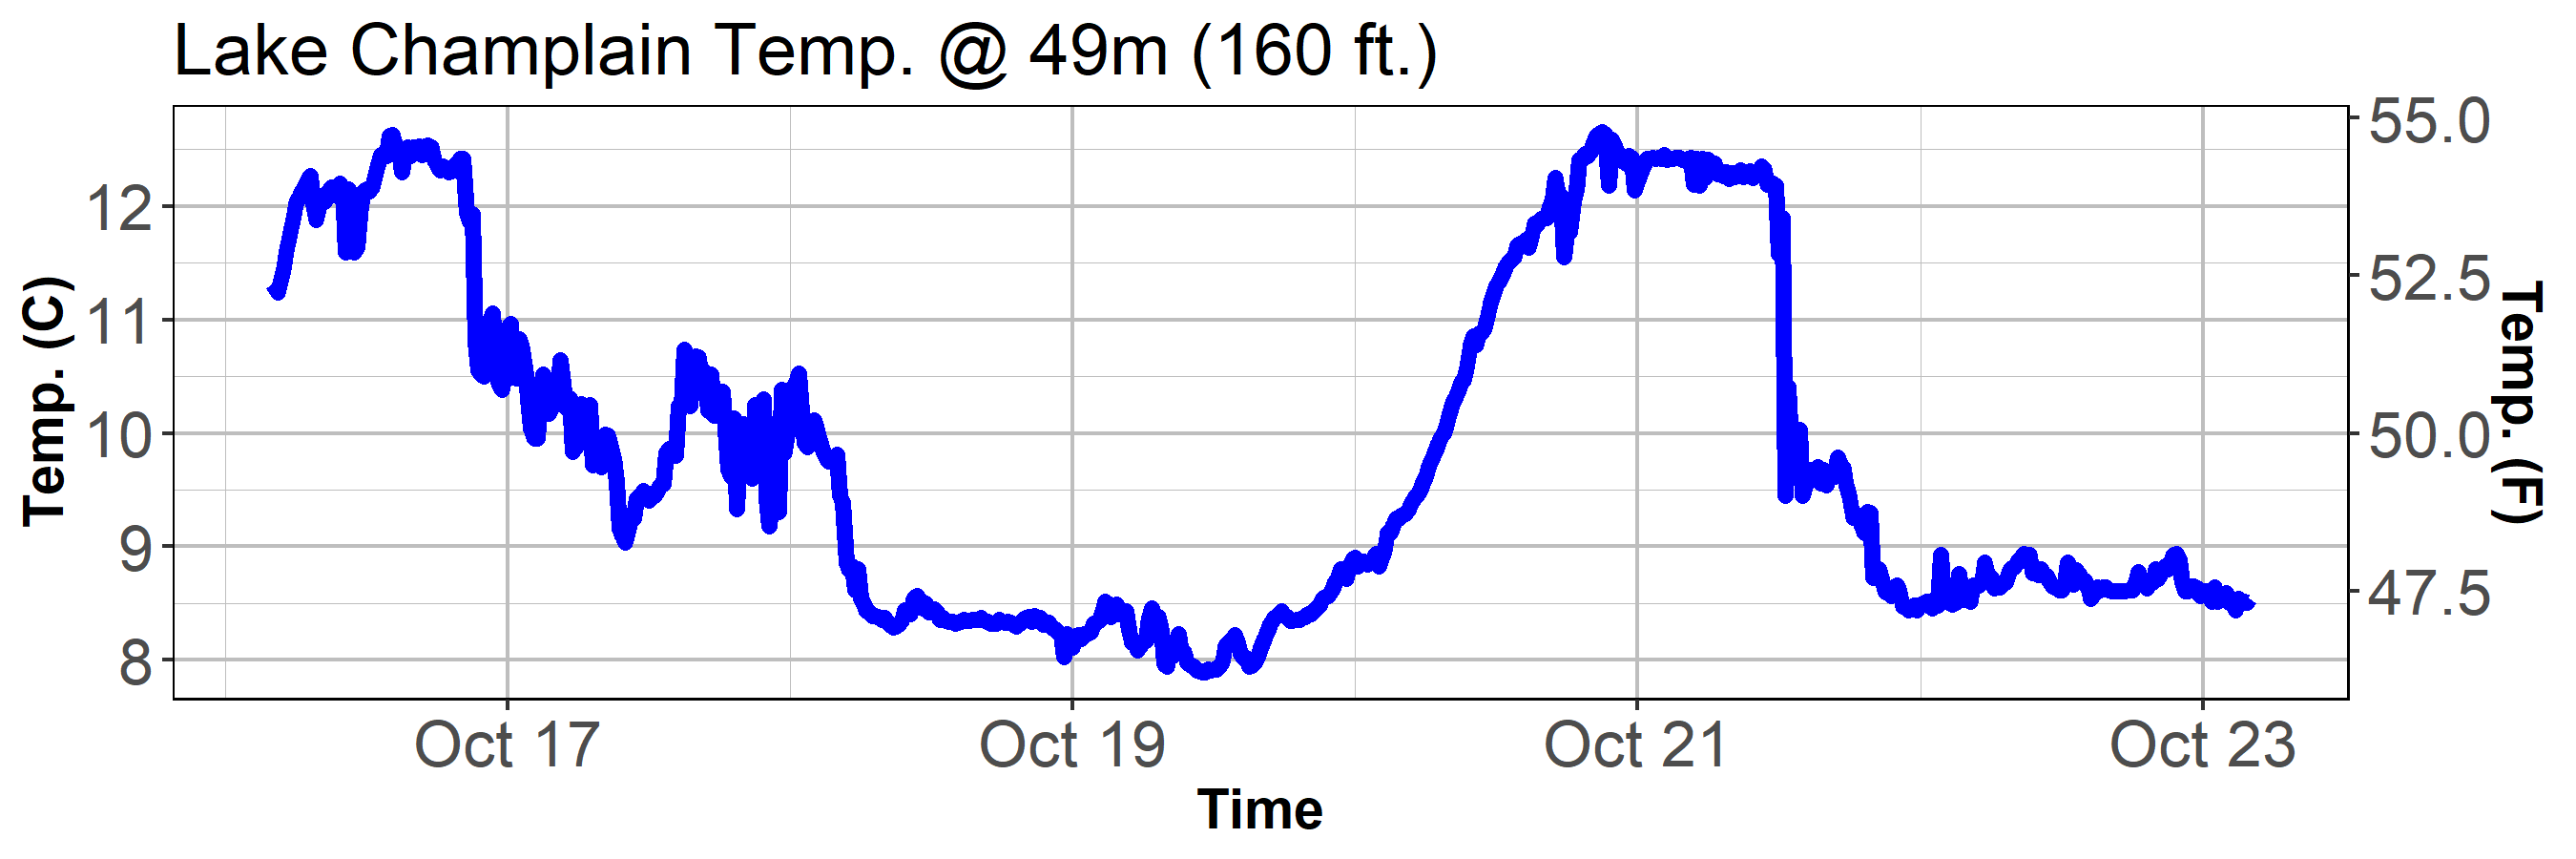 Lake Champlain Temp. @ 49m (160 ft.)
Temp. (C)
12
11
10
9
8
55.0
52.5
50.0
47.5
Temp. (F)
Oct 17 Oct 19 Oct 21 Oct 23
Time